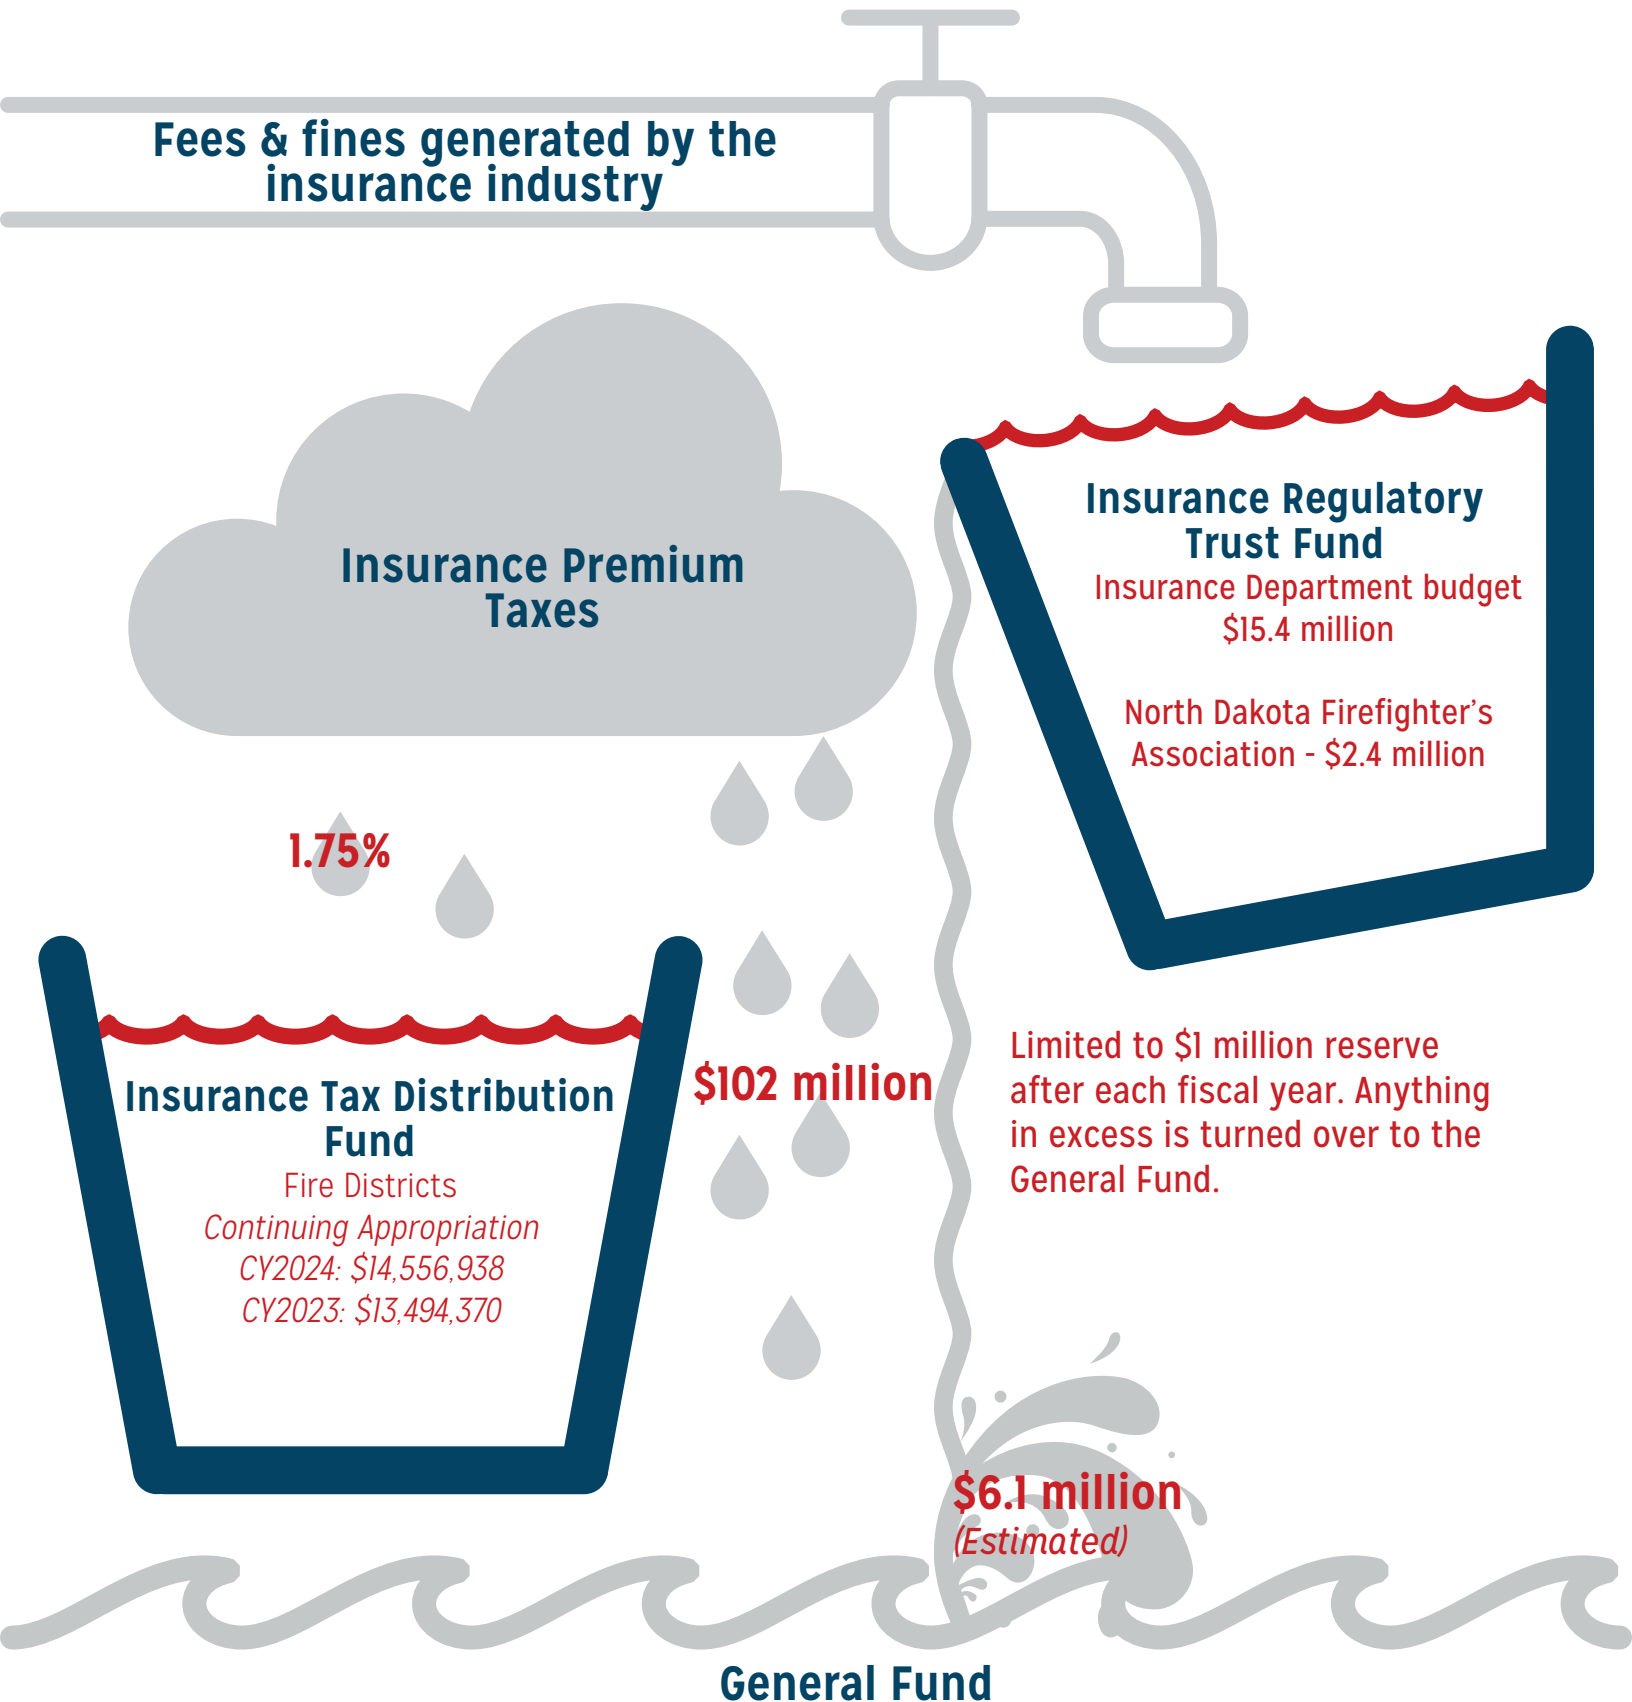 Fees & fines generated by the
insurance industry
Insurance Premium
Taxes
Insurance Regulatory
Trust Fund
Insurance Department budget
$15.4 million
North Dakota Firefighter’s
Association - $2.4 million
1.75%
Insurance Tax Distribution
Fund
Fire Districts
Continuing Appropriation
CY2024: $14,556,938
CY2023: $13,494,370
$102 million
Limited to $1 million reserve
after each fiscal year. Anything
in excess is turned over to the
General Fund.
$6.1 million
(Estimated)
General Fund